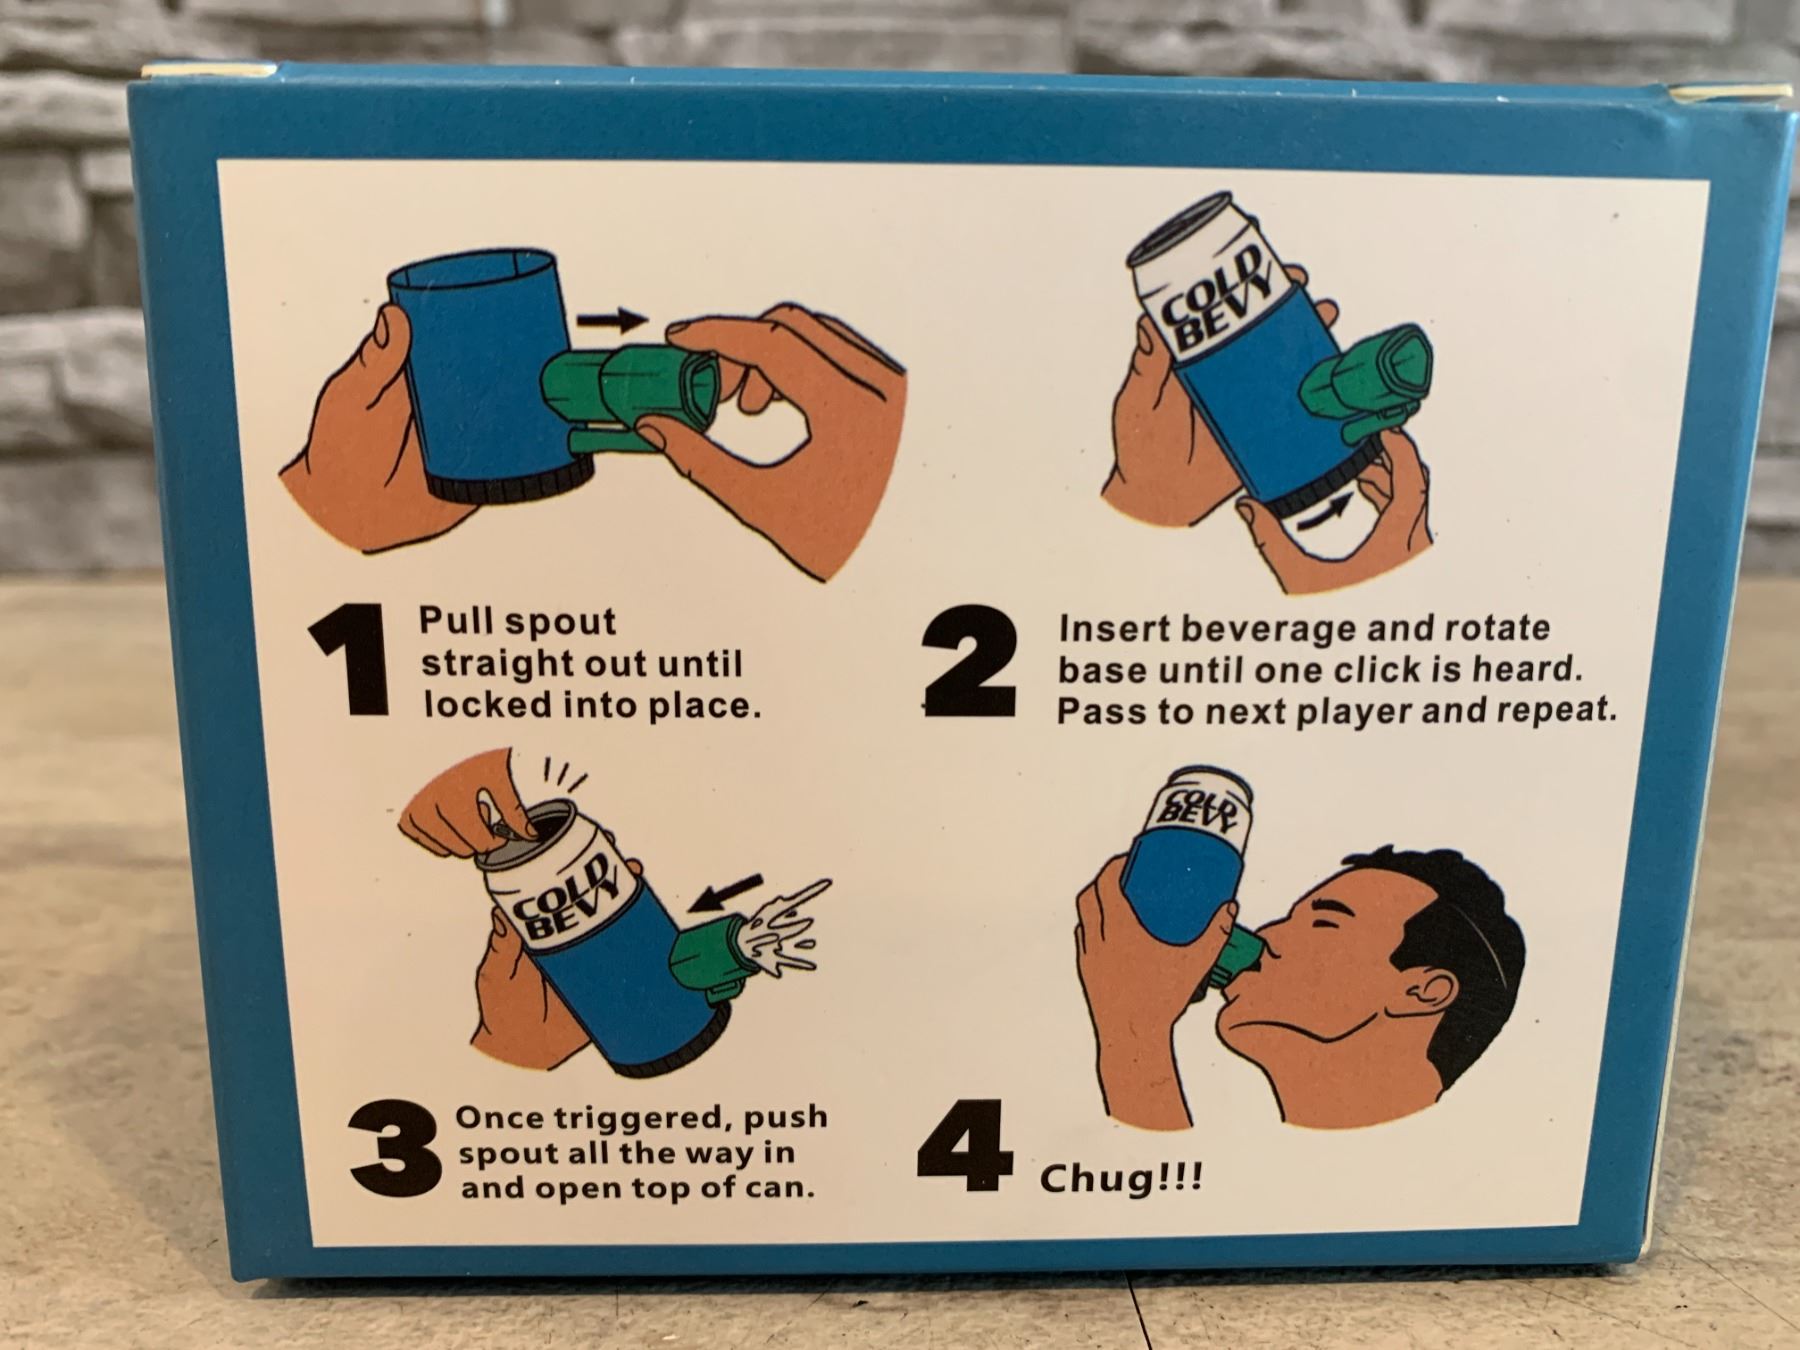 COLD
BEVY
1
Pull spout
straight out until
locked into place.
2
Insert beverage and rotate
base until one click is heard.
Pass to next player and repeat.
COLD
BEVY
COLD
BEVY
3
Once triggered, push
spout all the way in
and open top of can.
4
Chug!!!